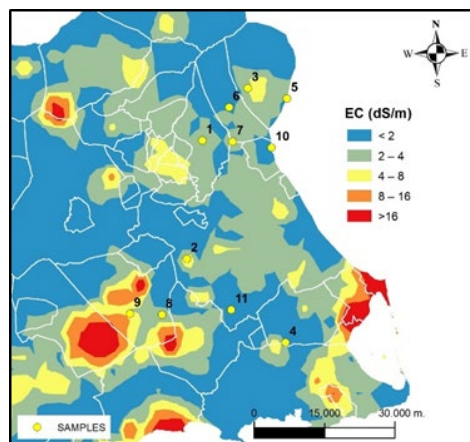 N
W E
S
3
5
6
EC (dS/m)
1
7
10
< 2
2 – 4
4 – 8
8 – 16
>16
2
9
8
11
4
SAMPLES
0 15,000 30,000 m.